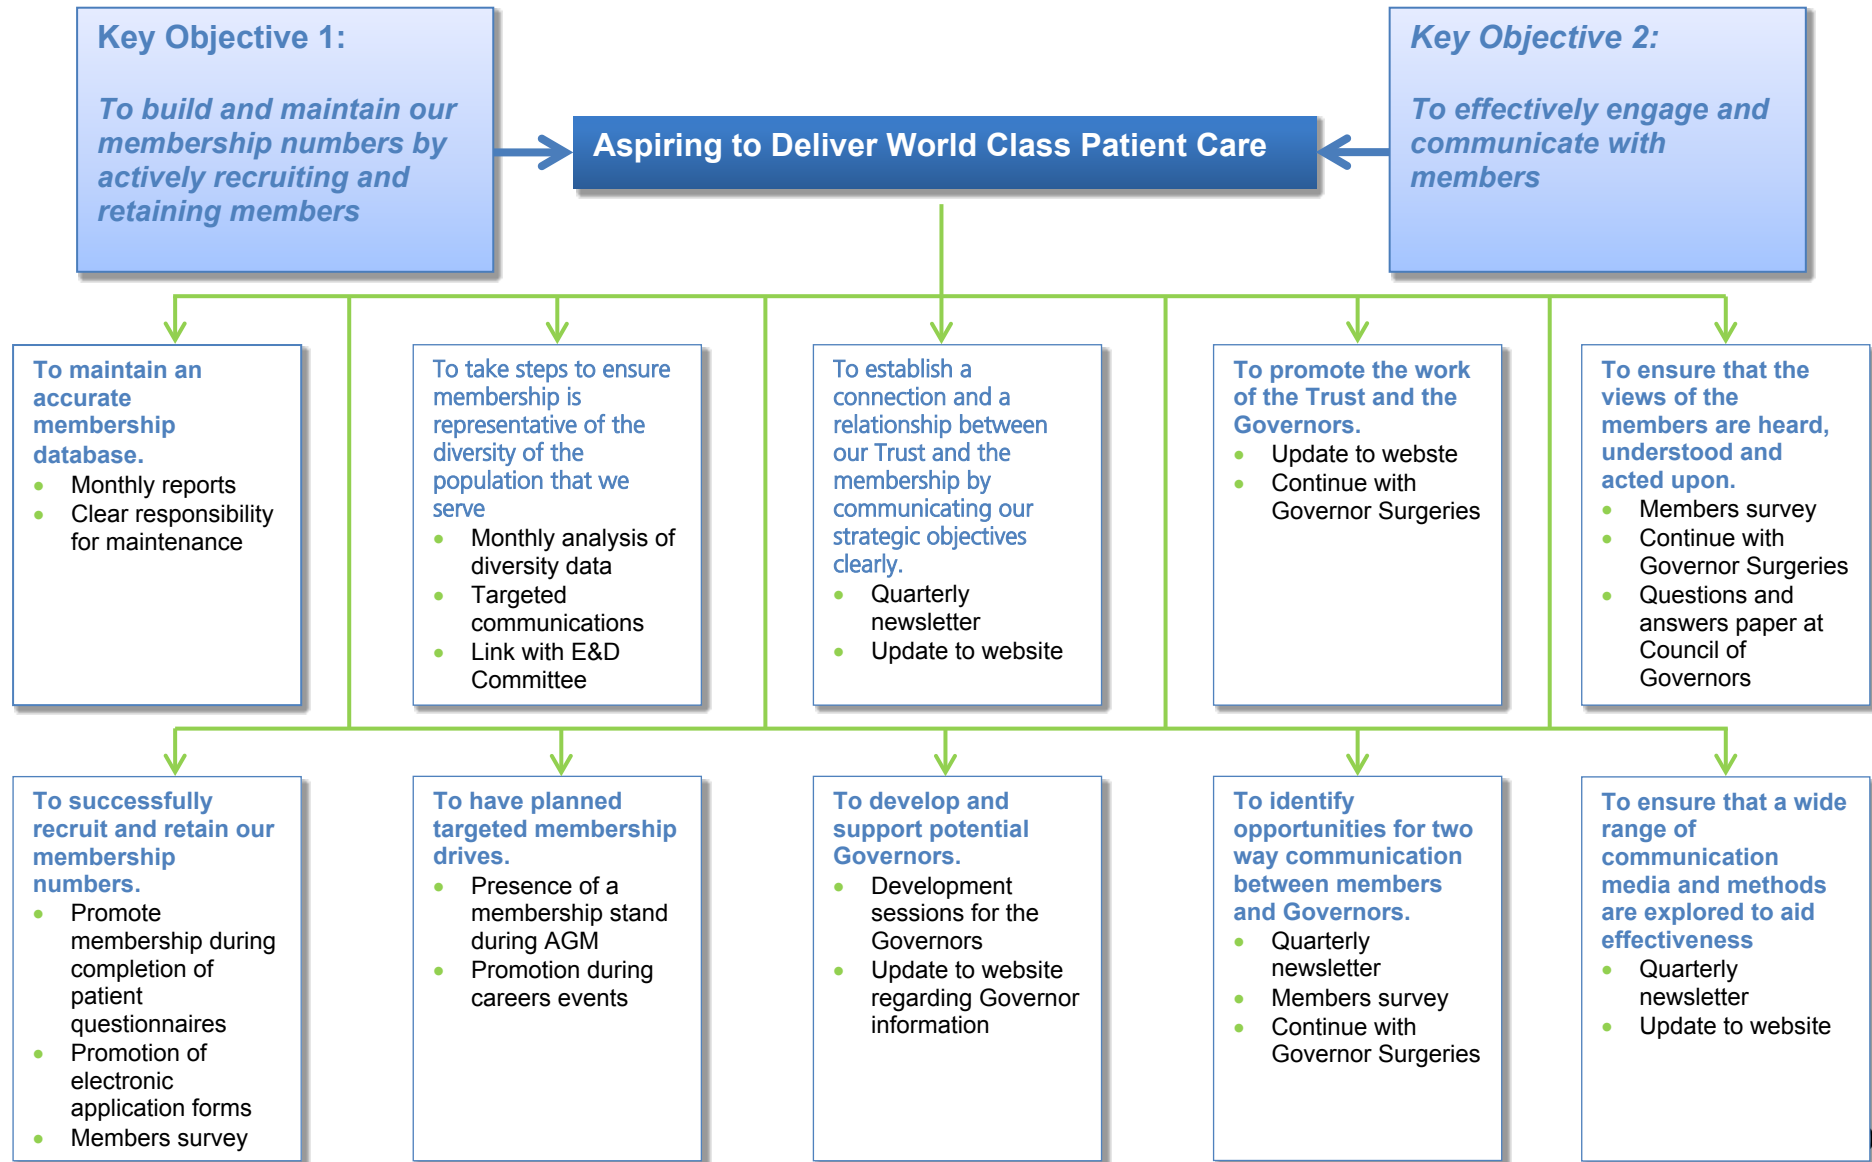 Key Objective 1:
To build and maintain our
membership numbers by
actively recruiting and
retaining members
Aspiring to Deliver World Class Patient Care
Key Objective 2:
To effectively engage and
communicate with
members
To maintain an
accurate
membership
database.
• Monthly reports
• Clear responsibility
for maintenance
To take steps to ensure
membership is
representative of the
diversity of the
population that we
serve
• Monthly analysis of
diversity data
• Targeted
communications
• Link with E&D
Committee
To establish a
connection and a
relationship between
our Trust and the
membership by
communicating our
strategic objectives
clearly.
• Quarterly
newsletter
• Update to website
To promote the work
of the Trust and the
Governors.
• Update to webste
• Continue with
Governor Surgeries
To ensure that the
views of the
members are heard,
understood and
acted upon.
• Members survey
• Continue with
Governor Surgeries
• Questions and
answers paper at
Council of
Governors
To successfully
recruit and retain our
membership
numbers.
• Promote
membership during
completion of
patient
questionnaires
• Promotion of
electronic
application forms
• Members survey
To have planned
targeted membership
drives.
• Presence of a
membership stand
during AGM
• Promotion during
careers events
To develop and
support potential
Governors.
• Development
sessions for the
Governors
• Update to website
regarding Governor
information
To identify
opportunities for two
way communication
between members
and Governors.
• Quarterly
newsletter
• Members survey
• Continue with
Governor Surgeries
To ensure that a wide
range of
communication
media and methods
are explored to aid
effectiveness
• Quarterly
newsletter
• Update to website